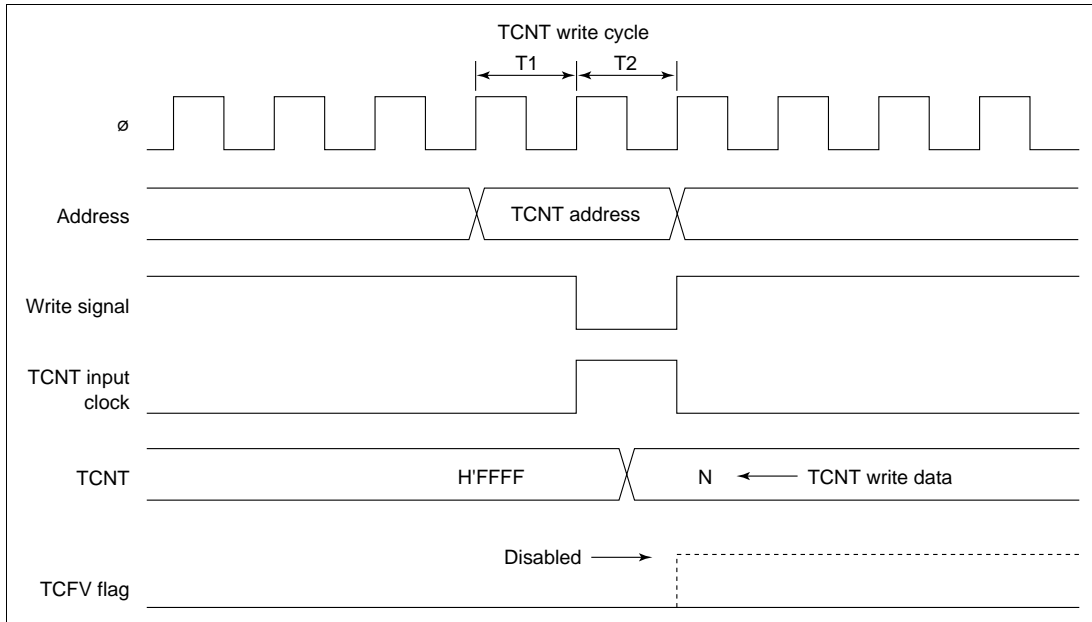 TCNT write cycle
T1 T2
ø
Address
TCNT address
Write signal
TCNT input
clock
TCNT
H'FFFF
N
TCNT write data
Disabled
TCFV flag